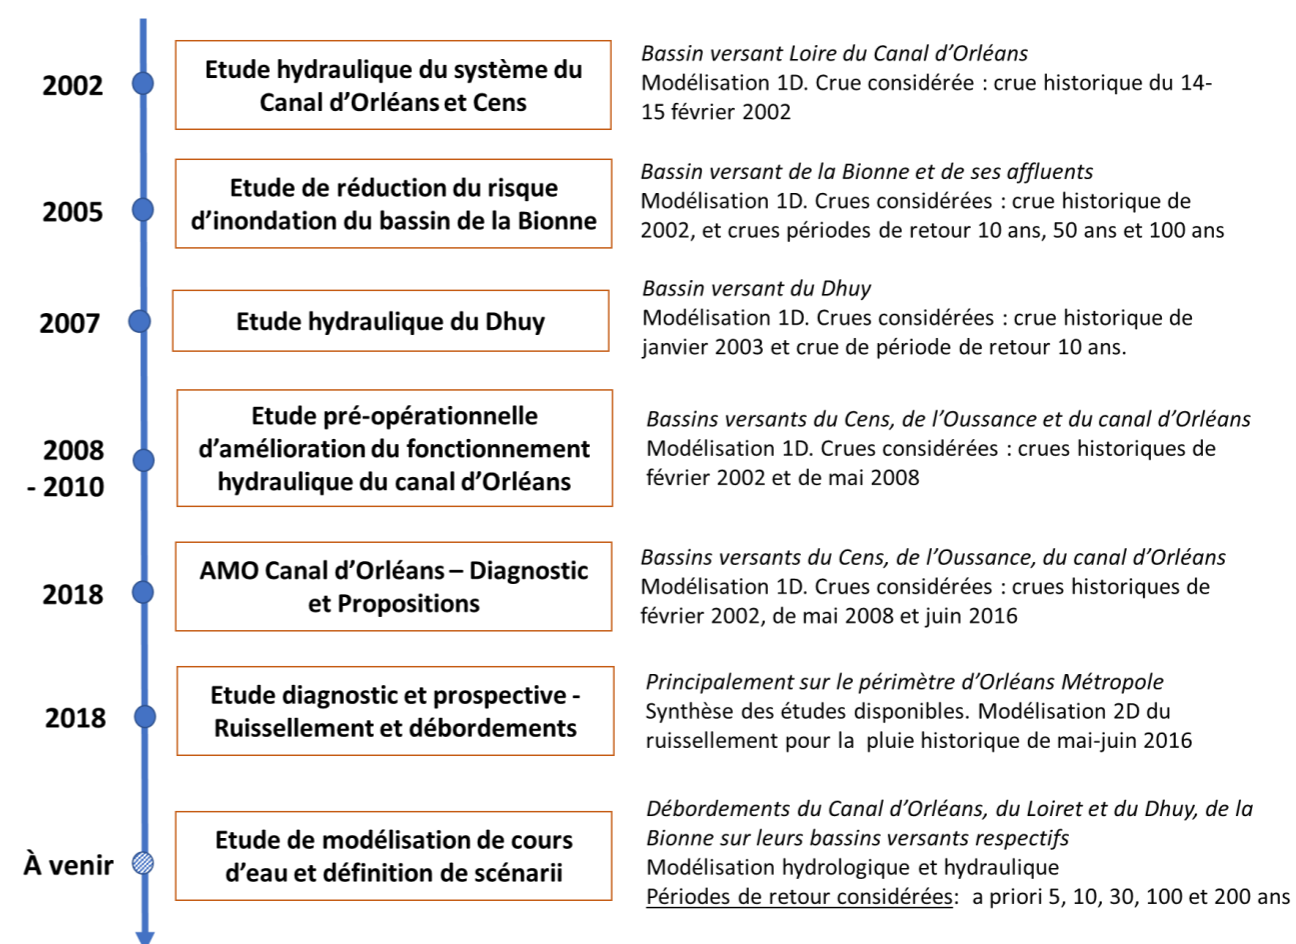 2002
Etude hydraulique du système du
Canal d’Orléans et Cens
Bassin versant Loire du Canal d’Orléans
Modélisation 1D. Crue considérée : crue historique du 14-
15 février 2002
2005
Etude de réduction du risque
d’inondation du bassin de la Bionne
Bassin versant de la Bionne et de ses affluents
Modélisation 1D. Crues considérées : crue historique de
2002, et crues périodes de retour 10 ans, 50 ans et 100 ans
2007
Etude hydraulique du Dhuy
Bassin versant du Dhuy
Modélisation 1D. Crues considérées : crue historique de
janvier 2003 et crue de période de retour 10 ans.
2008
- 2010
Etude pré-opérationnelle
d’amélioration du fonctionnement
hydraulique du canal d’Orléans
Bassins versants du Cens, de l’Oussance et du canal d’Orléans
Modélisation 1D. Crues considérées : crues historiques de
février 2002 et de mai 2008
2018
AMO Canal d’Orléans – Diagnostic
et Propositions
Bassins versants du Cens, de l’Oussance, du canal d’Orléans
Modélisation 1D. Crues considérées : crues historiques de
février 2002, de mai 2008 et juin 2016
2018
Etude diagnostic et prospective -
Ruissellement et débordements
Principalement sur le périmètre d’Orléans Métropole
Synthèse des études disponibles. Modélisation 2D du
ruissellement pour la pluie historique de mai-juin 2016
À venir
Etude de modélisation de cours
d’eau et définition de scénarii
Débordements du Canal d’Orléans, du Loiret et du Dhuy, de la
Bionne sur leurs bassins versants respectifs
Modélisation hydrologique et hydraulique
Périodes de retour considérées: a priori 5, 10, 30, 100 et 200 ans